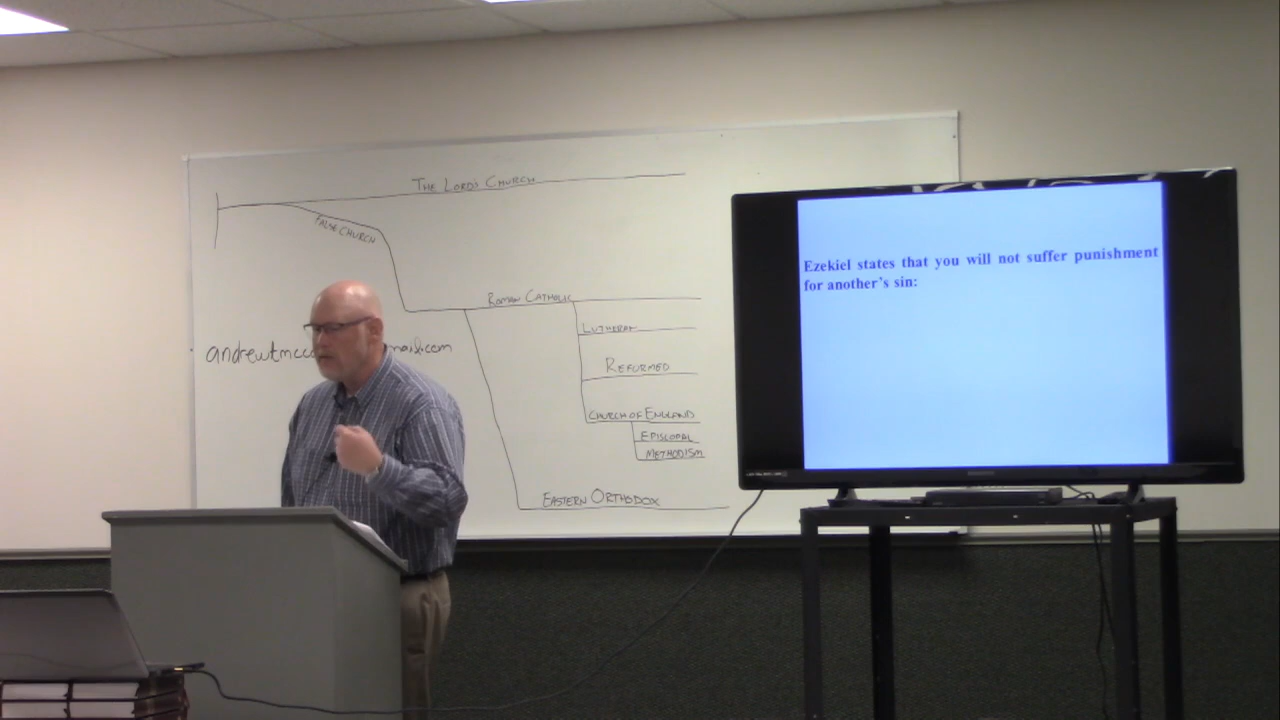 THE LORD'S CHURCH
FALSE CHURCH
ROMAN CATHOLIC
LUTHERAN
REFORMED
CHURCH OF ENGLAND
EPISCOPAL
METHODISM
EASTERN ORTHODOX
Ezekiel states that you will not suffer punishment
for another's sin: